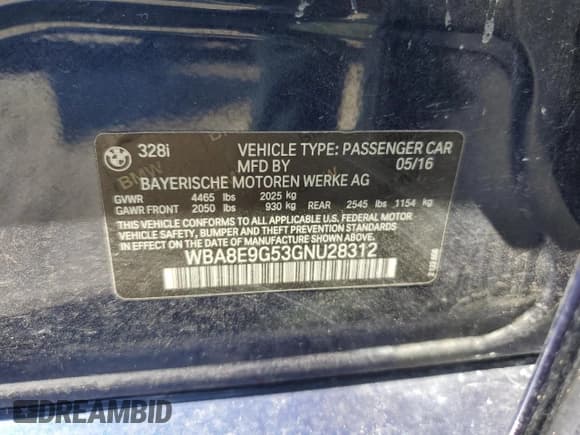 328i VEHICLE TYPE: PASSENGER CAR
MFD BY 05/16
BAYERISCHE MOTOREN WERKE AG
GVWR 4465 lbs 2025 kg
GAWR FRONT 2050 lbs 930 kg REAR 2545 lbs 1154 kg
THIS VEHICLE CONFORMS TO ALL APPLICABLE U.S. FEDERAL MOTOR
VEHICLE SAFETY, BUMPER AND THEFT PREVENTION STANDARDS
IN EFFECT ON THE DATE OF MANUFACTURE SHOWN ABOVE.
WBA8E9G53GNU28312
DREAMBID